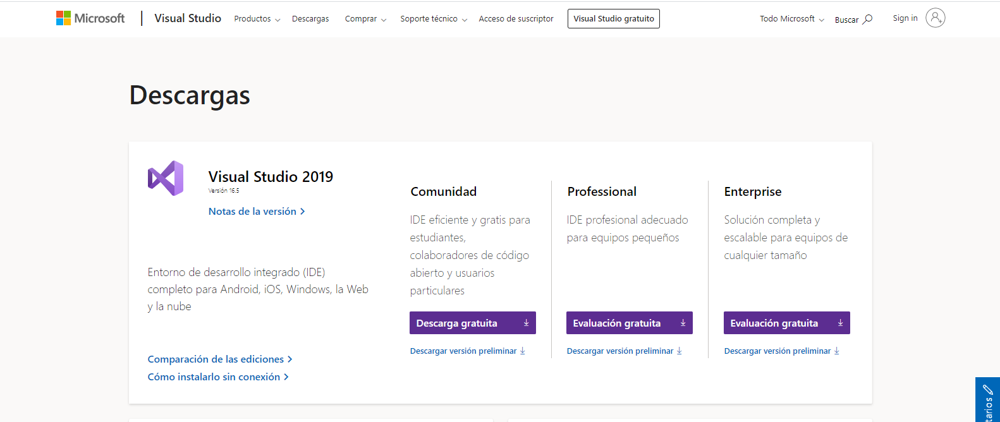 Microsoft
Visual Studio
Productos
Descargas
Comprar
Soporte técnico
Acceso de suscriptor
Visual Studio gratuito
Todo Microsoft
Buscar
Sign in
Descargas
Visual Studio 2019
Versión 16.5
Notas de la versión
Entorno de desarrollo integrado (IDE)
completo para Android, iOS, Windows, la Web
y la nube
Comparación de las ediciones
Cómo instalarlo sin conexión
Comunidad
IDE eficiente y gratis para
estudiantes,
colaboradores de código
abierto y usuarios
particulares
Descarga gratuita
Descargar versión preliminar
Professional
IDE profesional adecuado
para equipos pequeños
Evaluación gratuita
Descargar versión preliminar
Enterprise
Solución completa y
escalable para equipos de
cualquier tamaño
Evaluación gratuita
Descargar versión preliminar
tarios